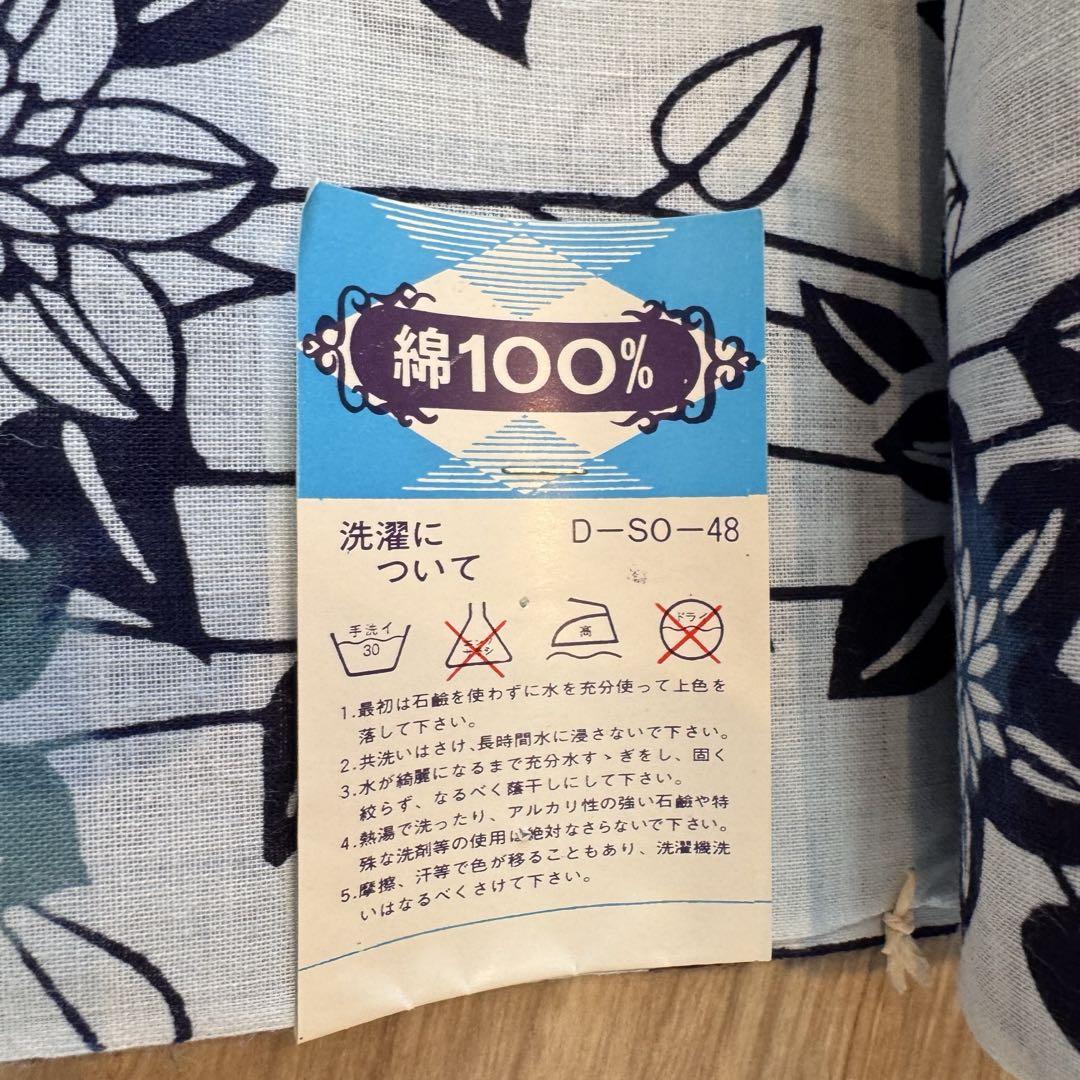 綿100%
洗濯に
ついて
D-SO-48
手洗イ
30
エンソ
サラシ
高
ドライ
1.最初は石鹼を使わずに水を充分使って上色を
落して下さい。
2.共洗いはさけ、長時間水に浸さないで下さい。
3.水が綺麗になるまで充分水すゝぎをし、固く
絞らず、なるべく蔭干しにして下さい。
4.熱湯で洗ったり、アルカリ性の強い石鹼や特
殊な洗剤等の使用は絶対なさらないで下さい。
5.摩擦、汗等で色が移ることもあり、洗濯機洗
いはなるべくさけて下さい。